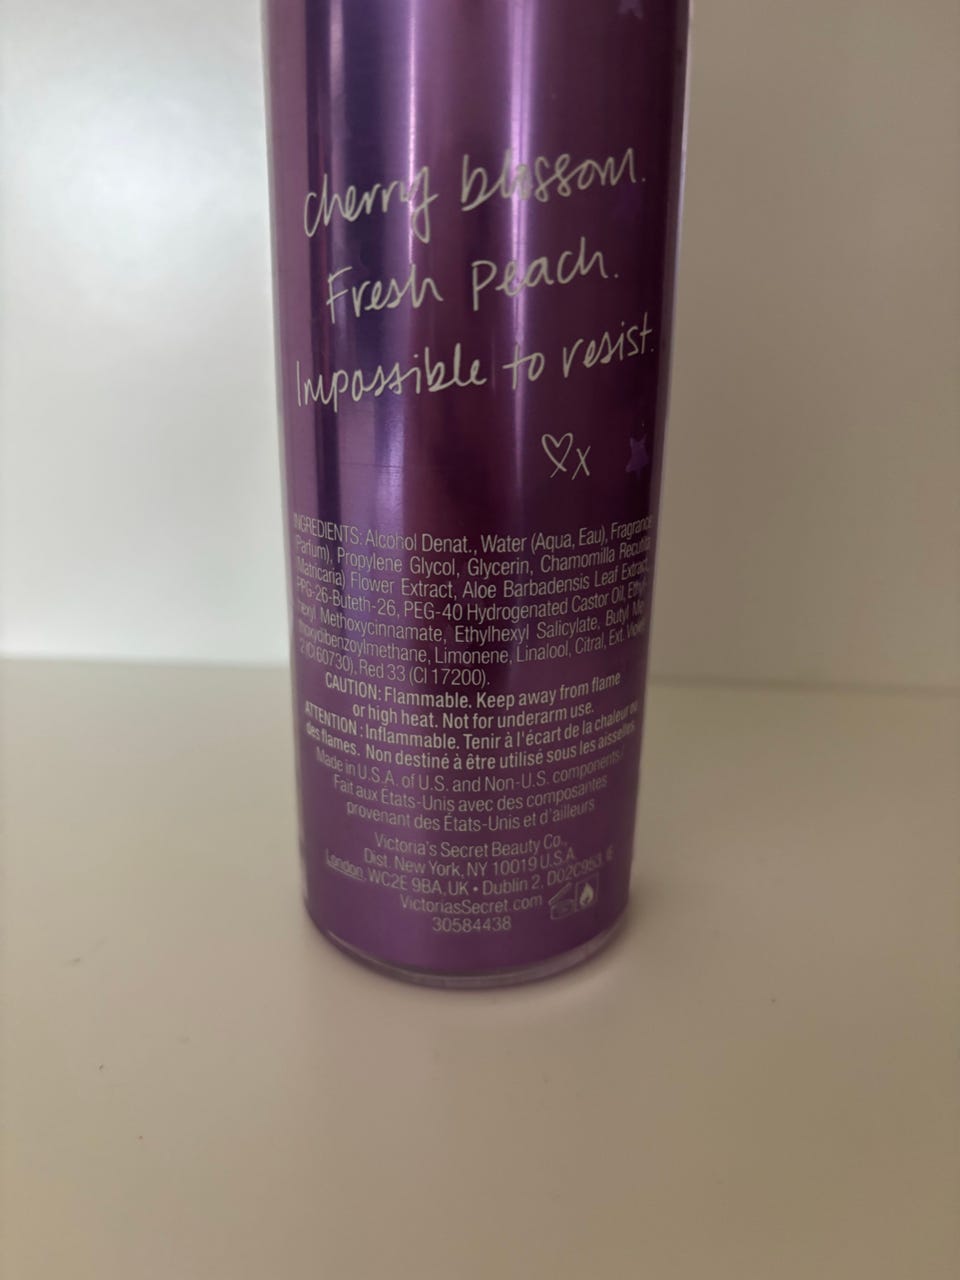 cherry blossom.
Fresh Peach.
Impossible to resist.
X
INGREDIENTS: Alcohol Denat., Water (Aqua, Eau), Fragrance
(Parfum), Propylene Glycol, Glycerin, Chamomilla Recutita
(Matricaria) Flower Extract, Aloe Barbadensis Leaf Extract,
PPG-26-Buteth-26, PEG-40 Hydrogenated Castor Oil, Ethyl-
hexyl Methoxycinnamate, Ethylhexyl Salicylate, Butyl Me-
thoxydibenzoylmethane, Limonene, Linalool, Citral, Ext. Violet
2 (CI 60730), Red 33 (CI 17200).
CAUTION: Flammable. Keep away from flame
or high heat. Not for underarm use.
ATTENTION : Inflammable. Tenir à l'écart de la chaleur ou
des flames. Non destiné à être utilisé sous les aisselles.
Made in U.S.A. of U.S. and Non-U.S. components/
Fait aux États-Unis avec des composantes
provenant des États-Unis et d'ailleurs
Victoria's Secret Beauty Co.,
Dist. New York, NY 10019 U.S.A.
London WC2E 9BA, UK • Dublin 2, D02C953, IE
VictoriasSecret.com
30584438